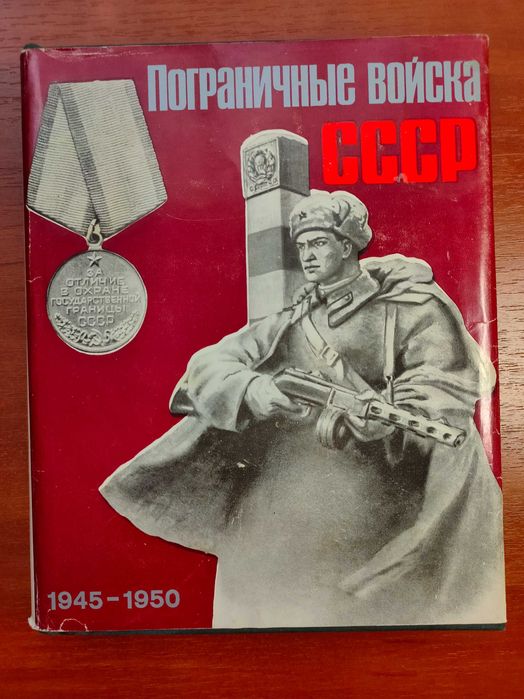 Пограничные войска
СССР
ЗА
ОТЛИЧИЕ
В ОХРАНЕ
ГОСУДАРСТВЕННОЙ
ГРАНИЦЫ
СССР
1945-1950